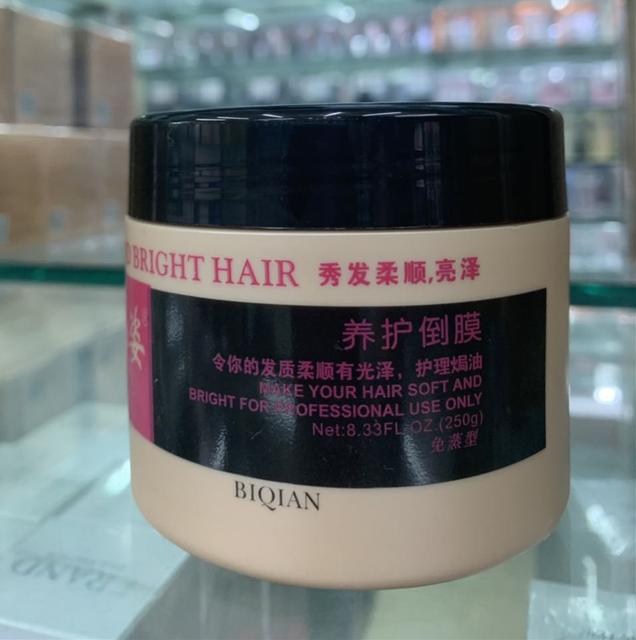 D BRIGHT HAIR 秀发柔顺,亮泽
姿®
养护倒膜
令你的发质柔顺有光泽，护理焗油
MAKE YOUR HAIR SOFT AND
BRIGHT FOR PROFESSIONAL USE ONLY
Net:8.33FL.OZ.(250g)
免蒸型
BIQIAN
RAND